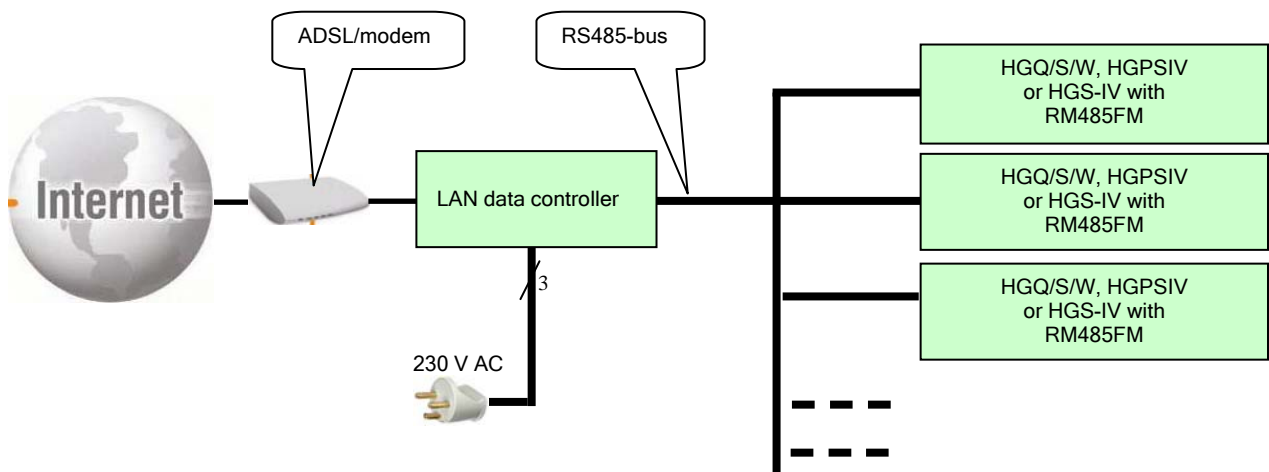 ADSL/modem
RS485-bus
HGQ/S/W, HGPSIV
or HGS-IV with
RM485FM
Internet
LAN data controller
HGQ/S/W, HGPSIV
or HGS-IV with
RM485FM
3
HGQ/S/W, HGPSIV
or HGS-IV with
RM485FM
230 V AC